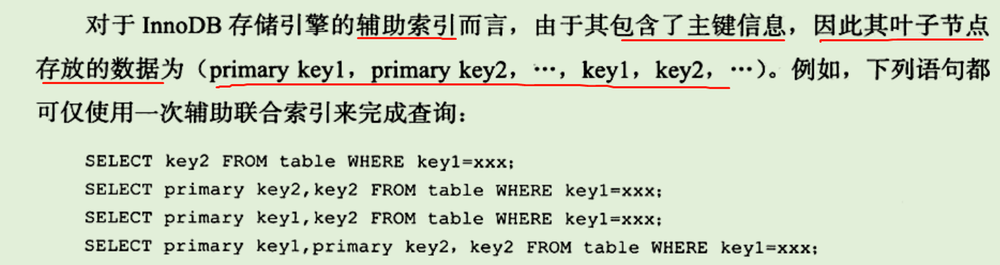 对于 InnoDB 存储引擎的辅助索引而言，由于其包含了主键信息，因此其叶子节点
存放的数据为（primary key1，primary key2，…，key1，key2，…）。例如，下列语句都
可仅使用一次辅助联合索引来完成查询：
SELECT key2 FROM table WHERE key1=xxx;
SELECT primary key2,key2 FROM table WHERE key1=xxx;
SELECT primary key1,key2 FROM table WHERE key1=xxx;
SELECT primary key1,primary key2, key2 FROM table WHERE key1=xxx;